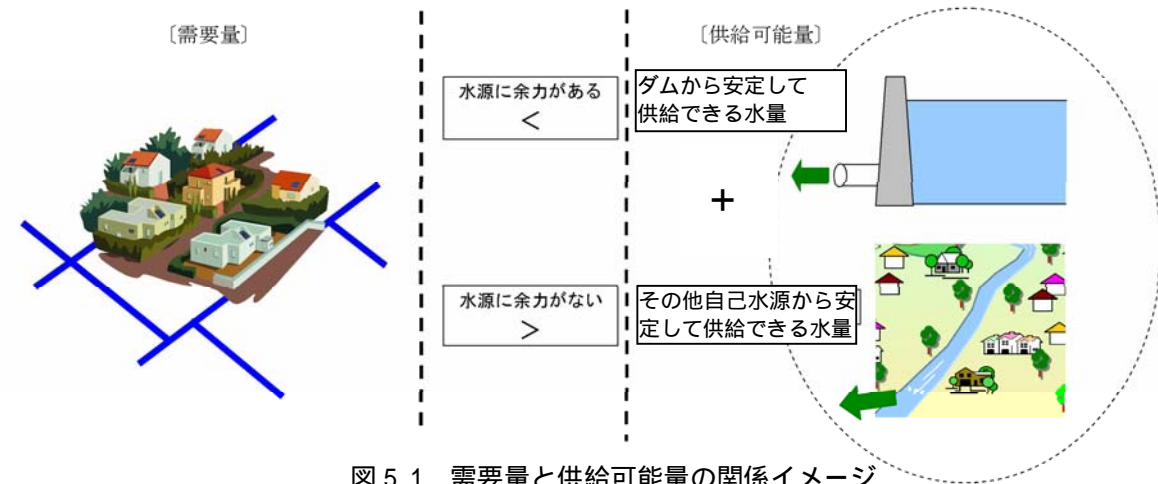 〔需要量〕
〔供給可能量〕
水源に余力がある
＜
ダムから安定して
供給できる水量
＋
水源に余力がない
＞
その他自己水源から安
定して供給できる水量
図 5.1 需要量と供給可能量の関係イメージ